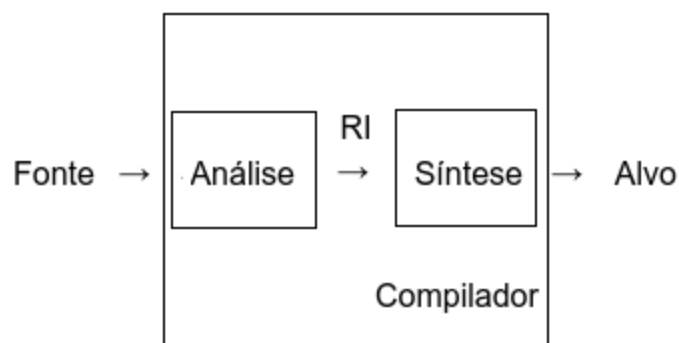 RI
Fonte → Análise → Síntese → Alvo
Compilador